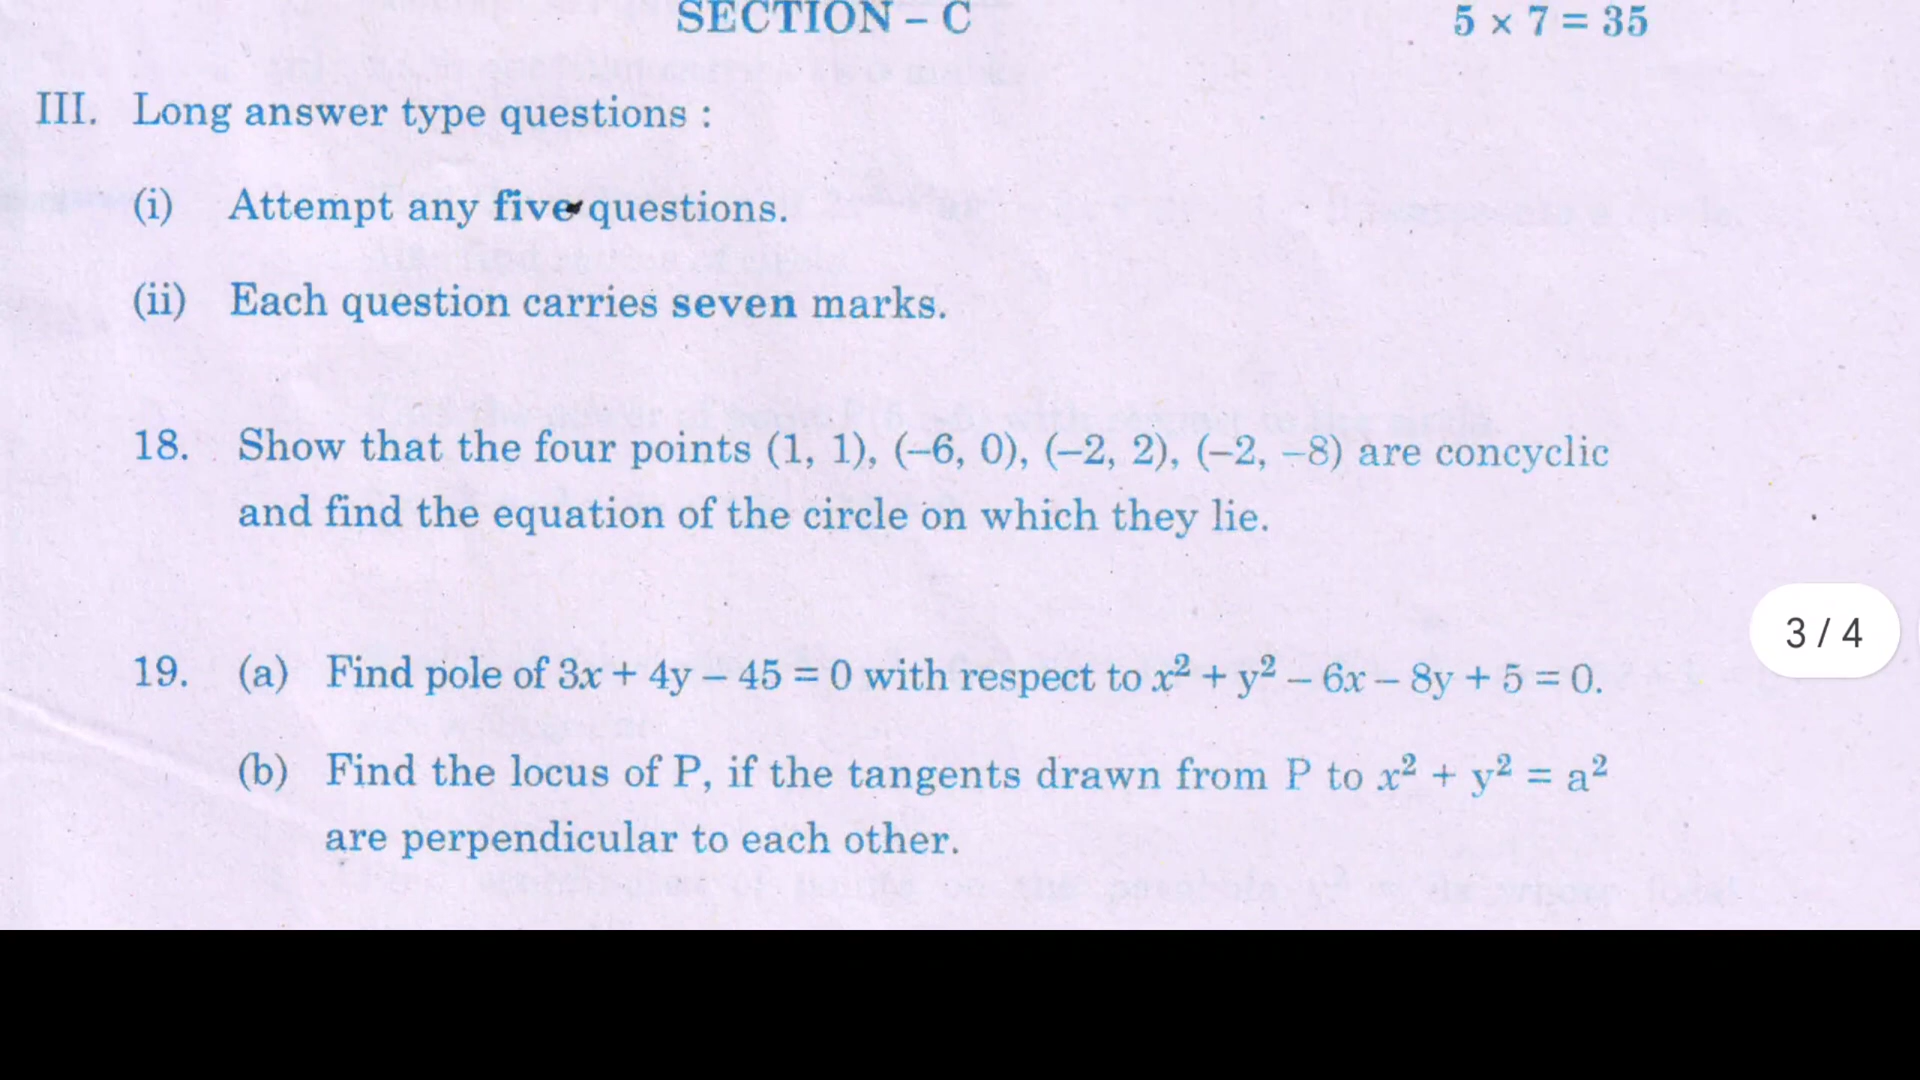 SECTION – C 5 × 7 = 35
III. Long answer type questions :
(i) Attempt any five questions.
(ii) Each question carries seven marks.
18. Show that the four points (1, 1), (–6, 0), (–2, 2), (–2, –8) are concyclic
and find the equation of the circle on which they lie.
3 / 4
19. (a) Find pole of 3x + 4y – 45 = 0 with respect to x² + y² – 6x – 8y + 5 = 0.
(b) Find the locus of P, if the tangents drawn from P to x² + y² = a²
are perpendicular to each other.